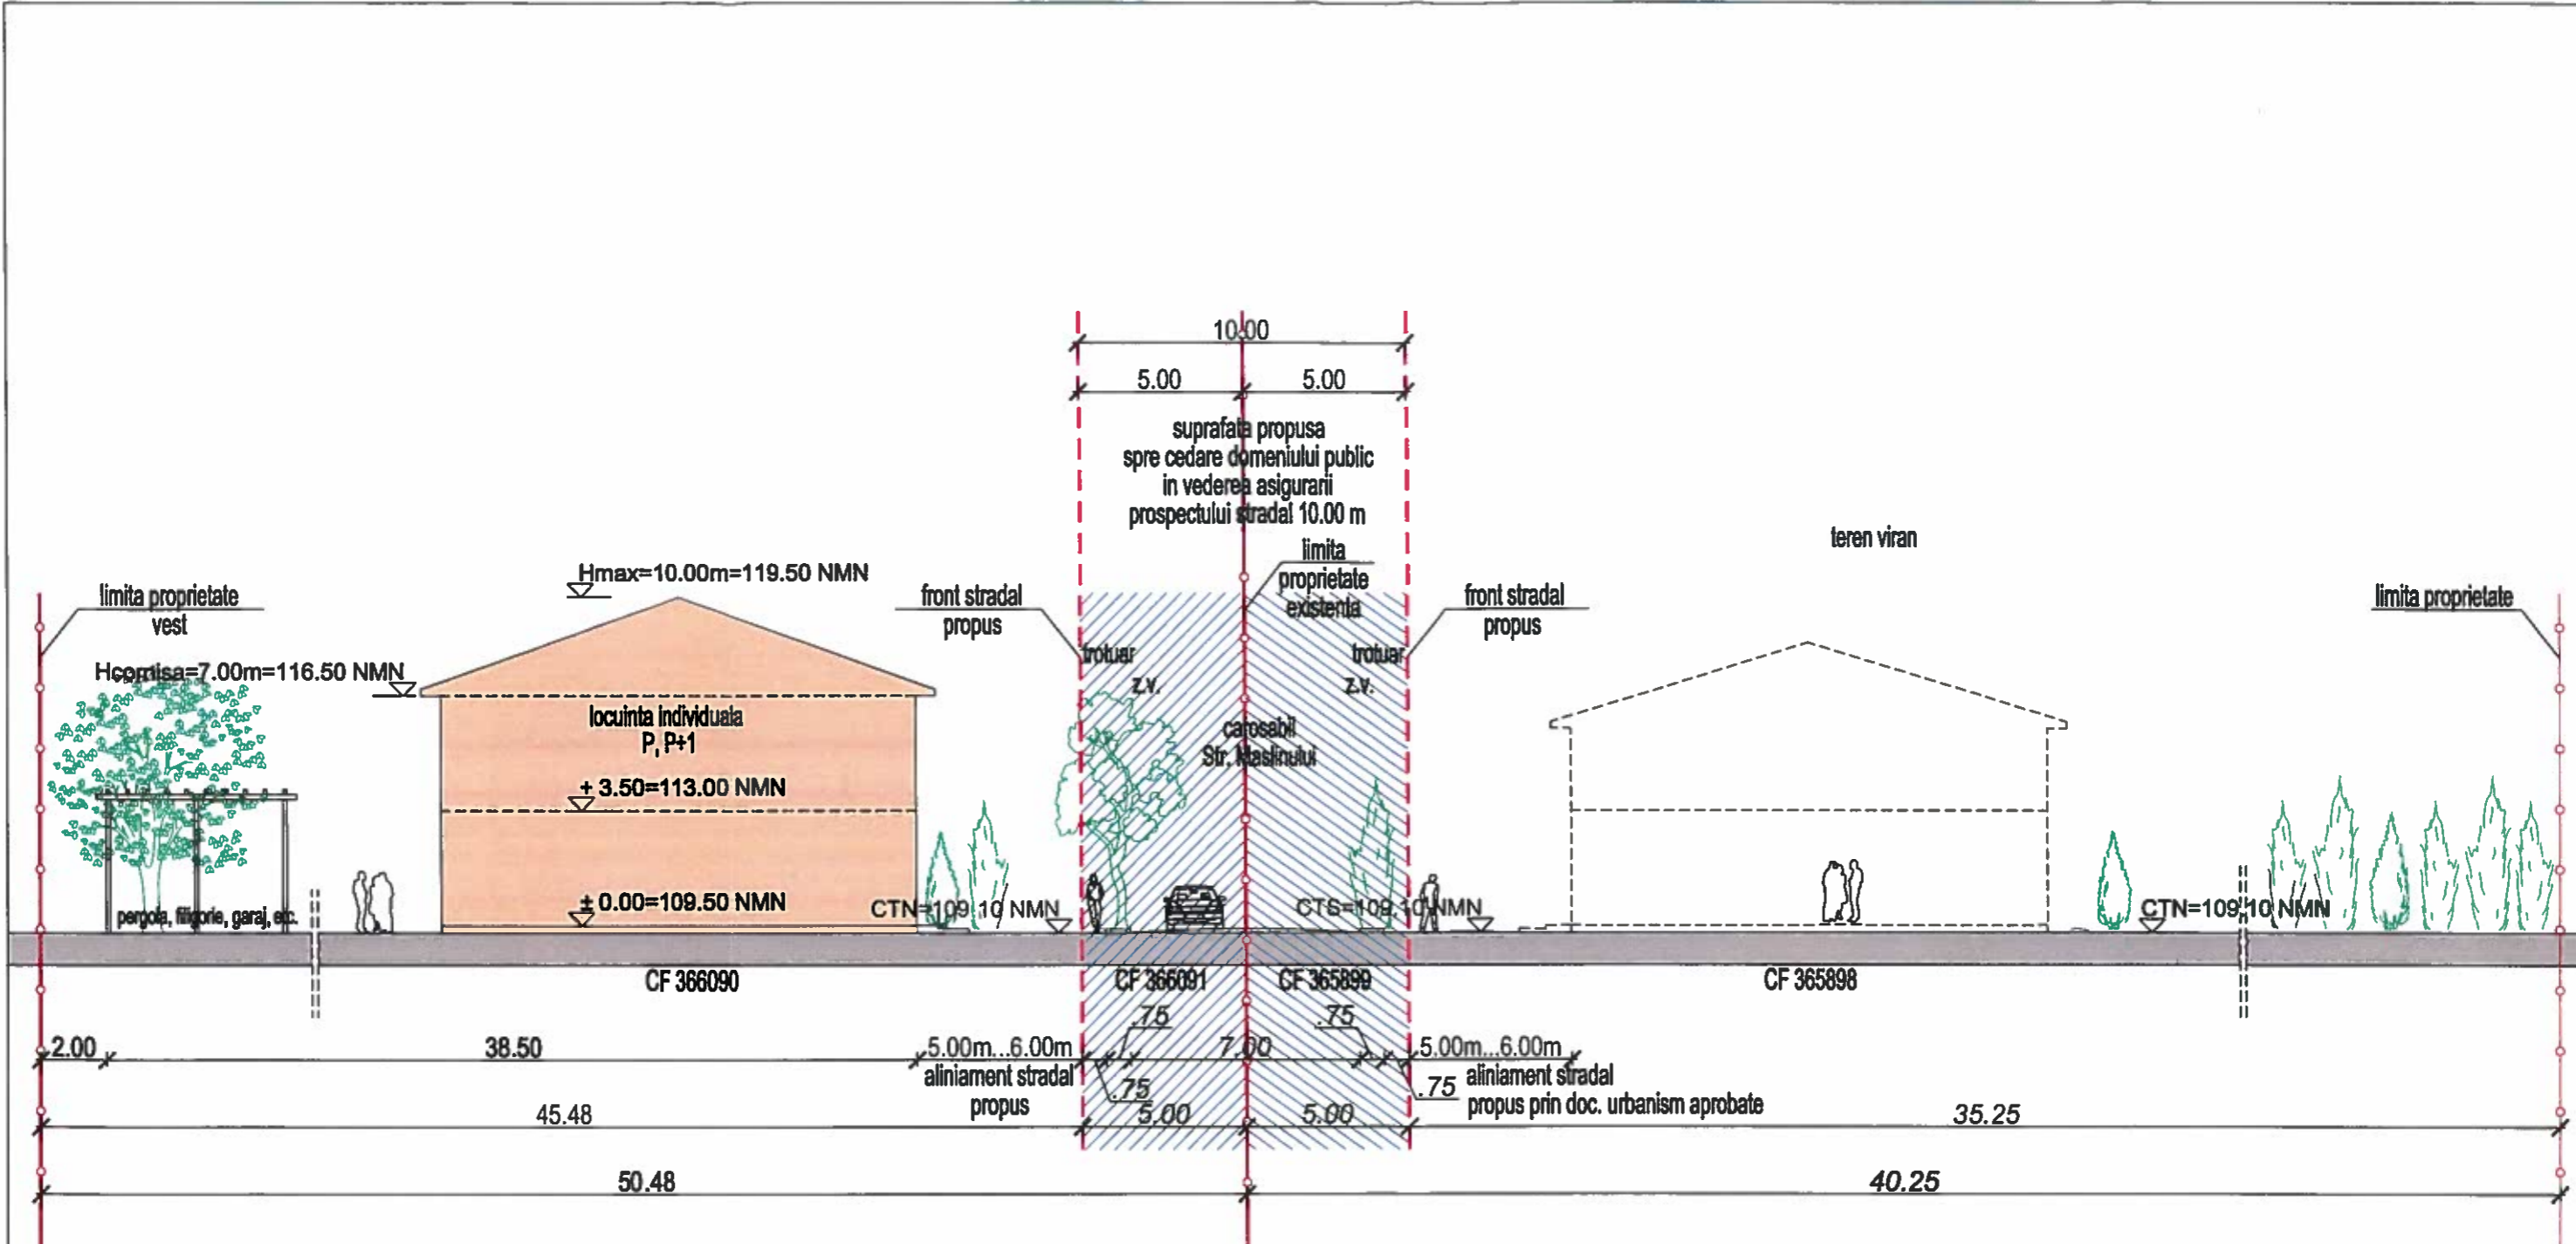 10.00
5.00
5.00
suprafata propusa
spre cedare domeniului public
in vederea asigurarii
prospectului stradal 10.00 m
teren viran
limita
proprietate
existenta
Hmax=10.00m=119.50 NMN
limita proprietate
vest
front stradal
propus
front stradal
propus
limita proprietate
trotuar
trotuar
Hcornisa=7.00m=116.50 NMN
z.v.
z.v.
locuinta individuala
P, P+1
carosabil
Str. Maslinului
+ 3.50=113.00 NMN
± 0.00=109.50 NMN
pergola, filigorie, garaj, etc.
CTN=109.10 NMN
CTS=109.10 NMN
CTN=109.10 NMN
CF 366090
CF 366091
CF 365899
CF 365898
.75
.75
2.00
38.50
5.00m...6.00m
7.00
5.00m...6.00m
aliniament stradal
propus
.75
.75
aliniament stradal
propus prin doc. urbanism aprobate
45.48
5.00
5.00
35.25
50.48
40.25